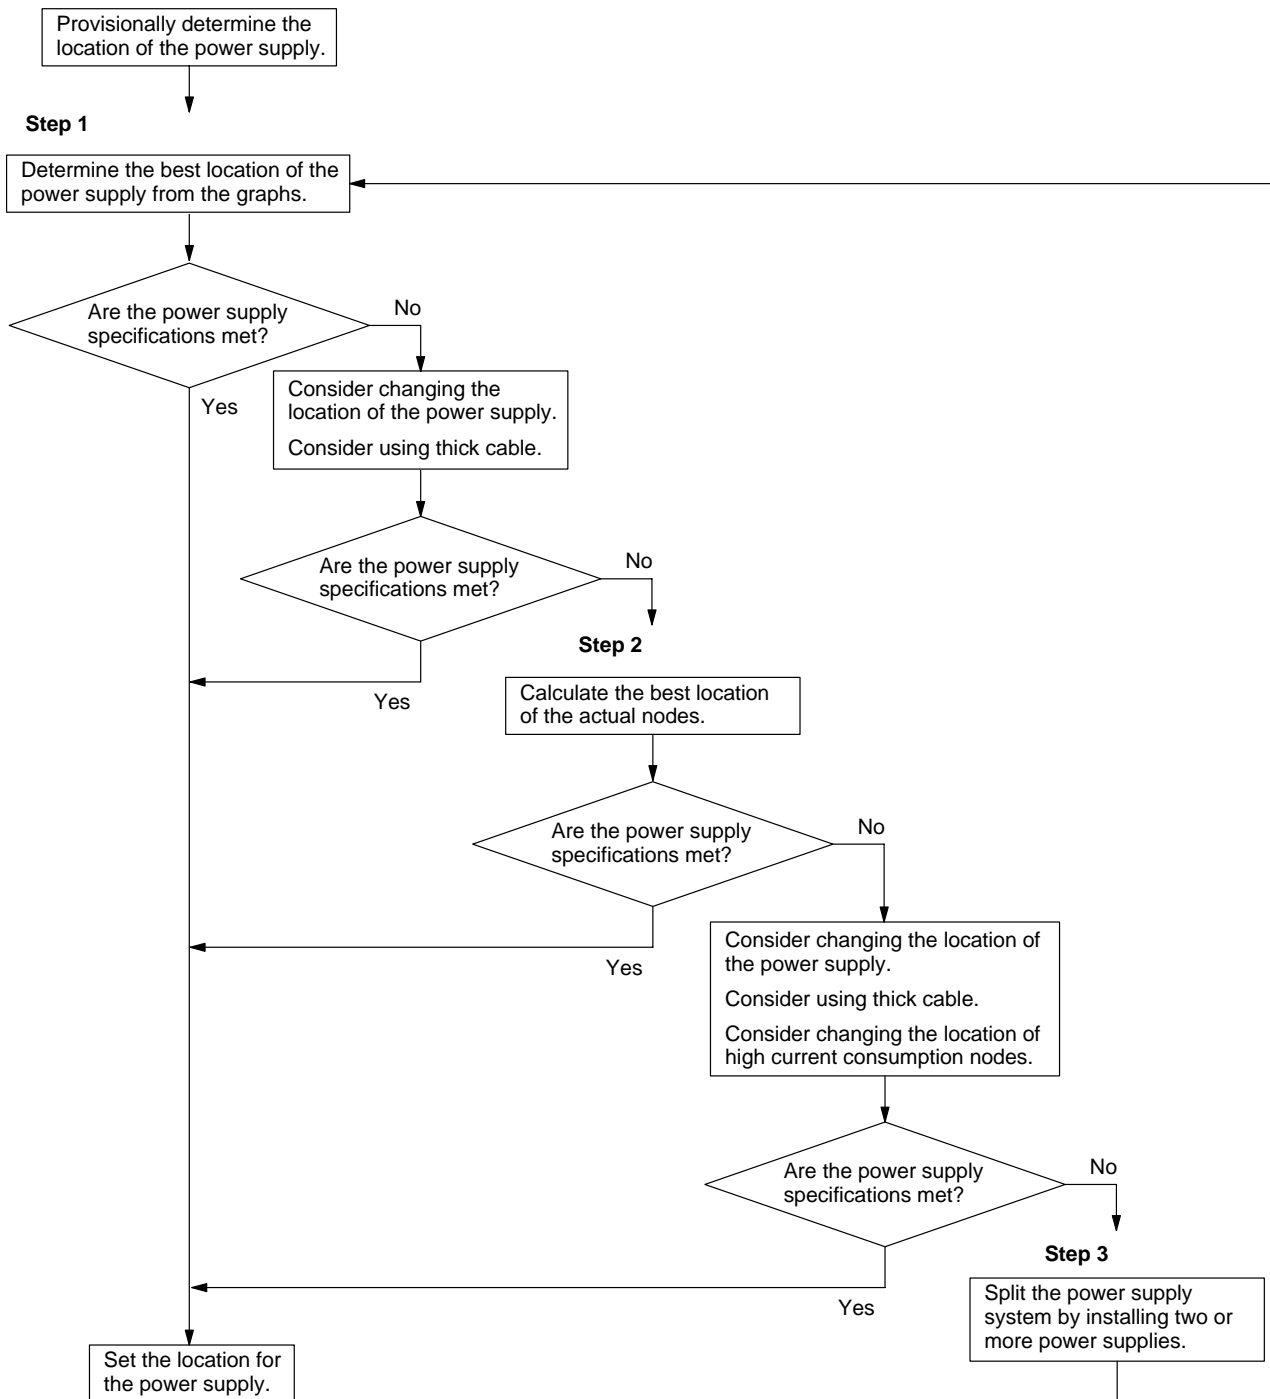 Provisionally determine the
location of the power supply.
Step 1
Determine the best location of the
power supply from the graphs.
Are the power supply
specifications met?
No
Yes
Consider changing the
location of the power supply.
Consider using thick cable.
Are the power supply
specifications met?
No
Yes
Step 2
Calculate the best location
of the actual nodes.
Are the power supply
specifications met?
No
Yes
Consider changing the location of
the power supply.
Consider using thick cable.
Consider changing the location of
high current consumption nodes.
Are the power supply
specifications met?
No
Yes
Step 3
Split the power supply
system by installing two or
more power supplies.
Set the location for
the power supply.